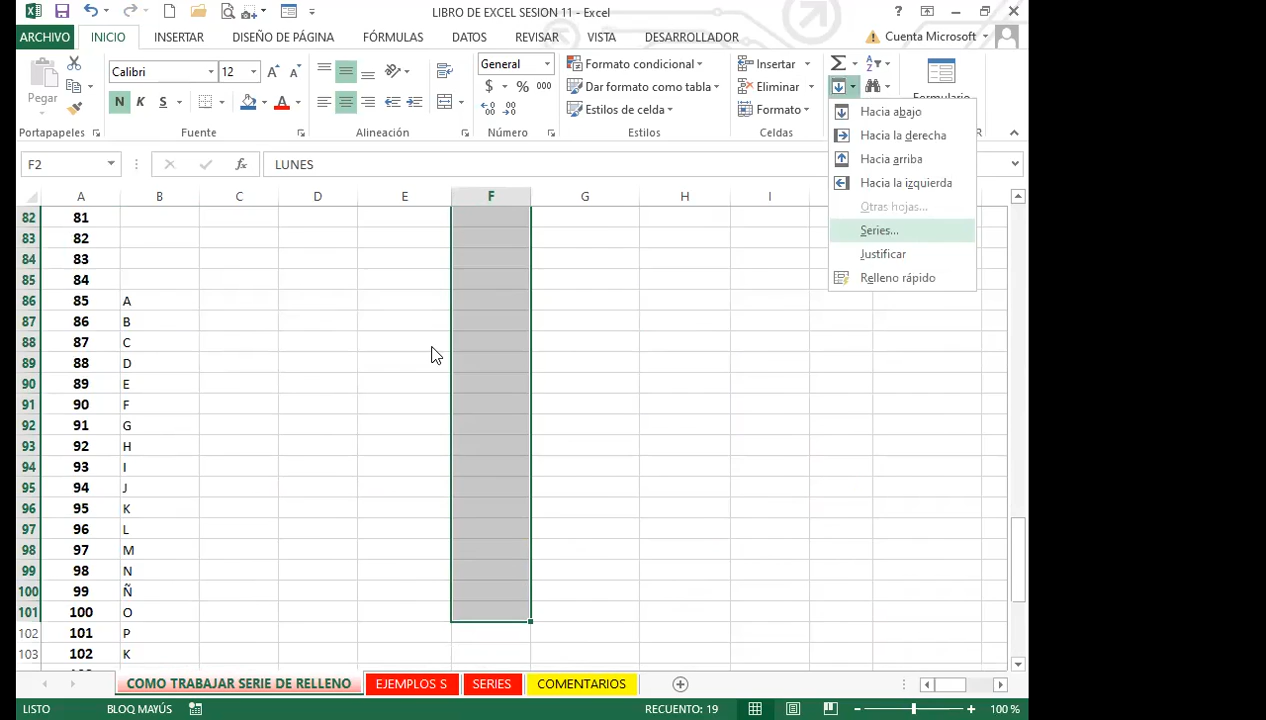 LIBRO DE EXCEL SESION 11 - Excel
ARCHIVO INICIO INSERTAR DISEÑO DE PÁGINA FÓRMULAS DATOS REVISAR VISTA DESARROLLADOR Cuenta Microsoft
Pegar
Calibri 12
N K S
General
$ % 000
Formato condicional
Dar formato como tabla
Estilos de celda
Insertar
Eliminar
Formato
Formulario
Portapapeles Fuente Alineación Número Estilos Celdas
Hacia abajo
Hacia la derecha
Hacia arriba
Hacia la izquierda
Otras hojas...
Series...
Justificar
Relleno rápido
F2 LUNES
A B C D E F G H I
82 81
83 82
84 83
85 84
86 85 A
87 86 B
88 87 C
89 88 D
90 89 E
91 90 F
92 91 G
93 92 H
94 93 I
95 94 J
96 95 K
97 96 L
98 97 M
99 98 N
100 99 Ñ
101 100 O
102 101 P
103 102 K
COMO TRABAJAR SERIE DE RELLENO EJEMPLOS S SERIES COMENTARIOS
LISTO BLOQ MAYÚS RECUENTO: 19 100 %